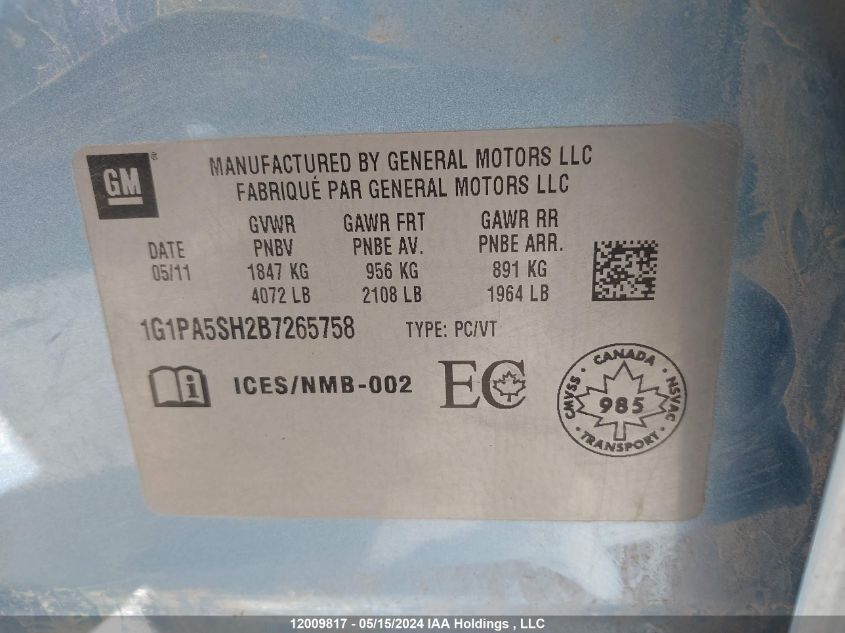 GM
®
MANUFACTURED BY GENERAL MOTORS LLC
FABRIQUÉ PAR GENERAL MOTORS LLC
GVWR GAWR FRT GAWR RR
DATE PNBV PNBE AV. PNBE ARR.
05/11 1847 KG 956 KG 891 KG
4072 LB 2108 LB 1964 LB
1G1PA5SH2B7265758 TYPE: PC/VT
i ICES/NMB-002 EC
CANADA
CMVSS 985 NSVAC
TRANSPORT
12009817 - 05/15/2024 IAA Holdings , LLC